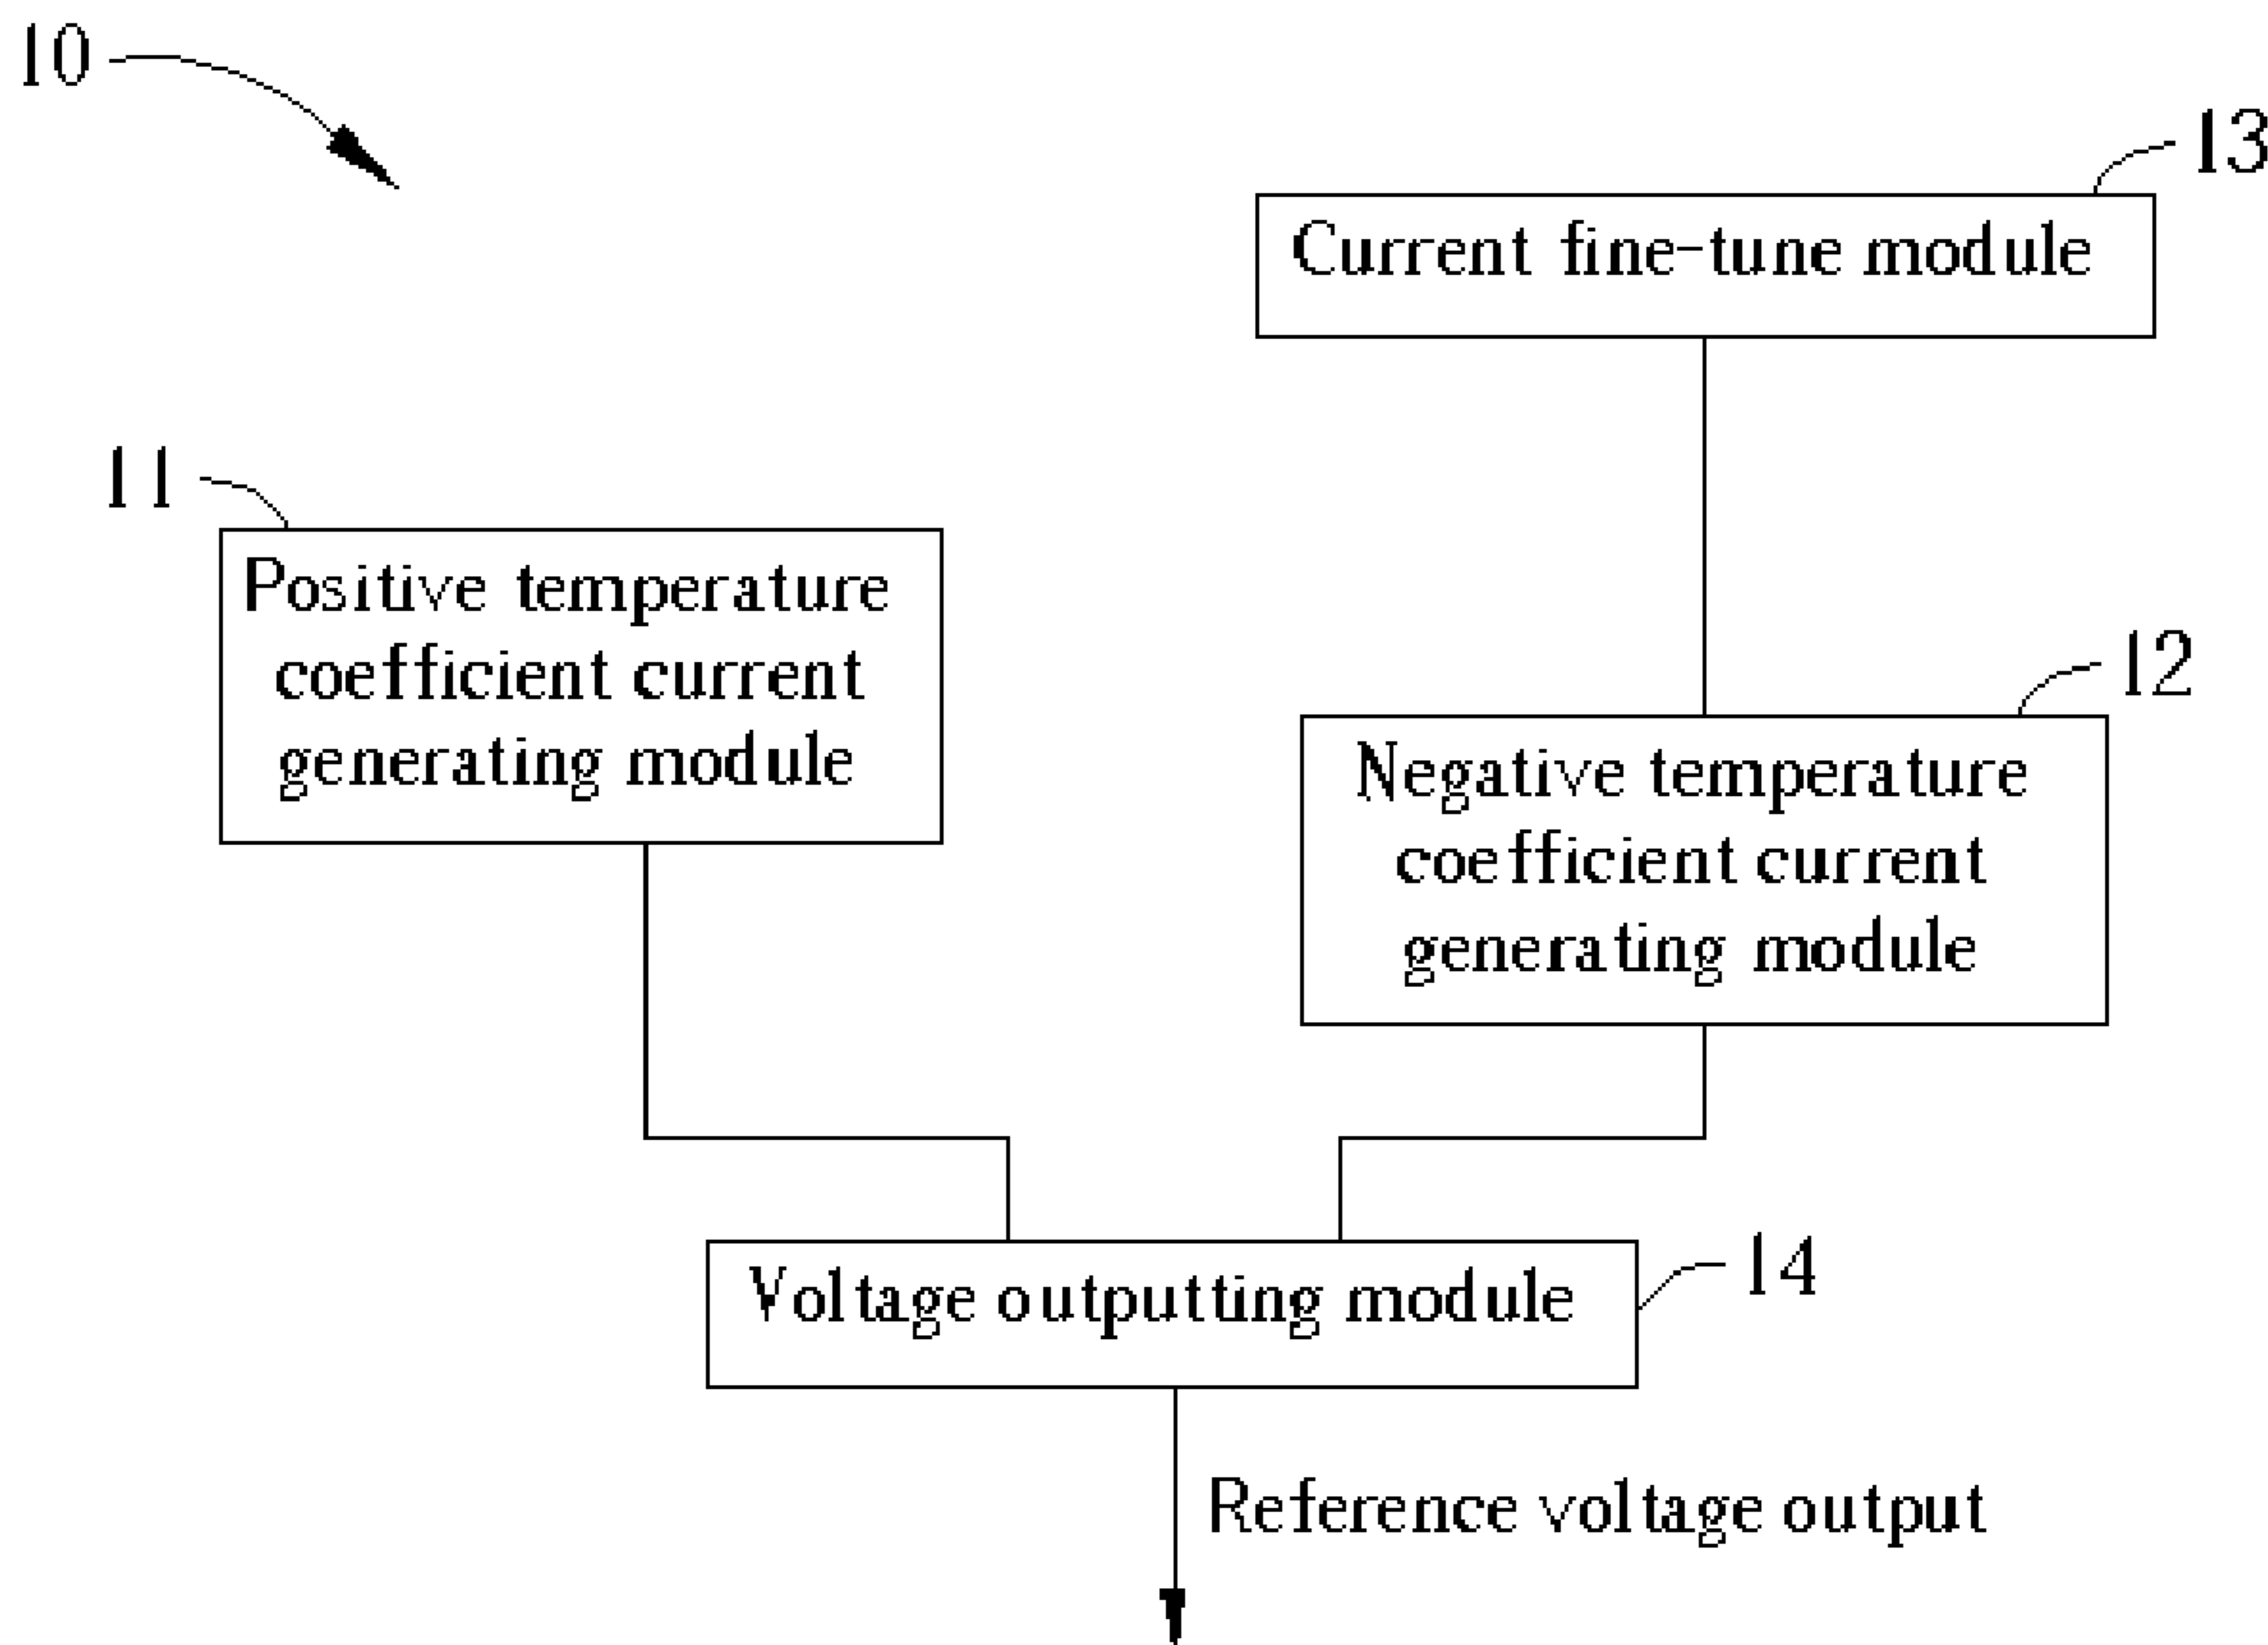 10
13
Current fine-tune module
11
Positive temperature
coefficient current
generating module
12
Negative temperature
coefficient current
generating module
14
Voltage outputting module
Reference voltage output